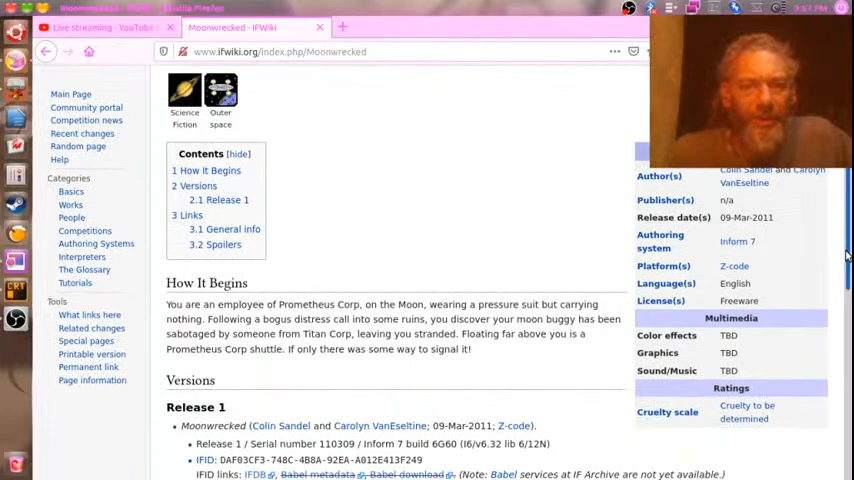 9:57 PM
Live streaming - YouTube S
Moonwrecked - IFWiki
www.ifwiki.org/index.php/Moonwrecked
Main Page
Community portal
Competition news
Recent changes
Random page
Help
Categories
Basics
Works
People
Competitions
Authoring Systems
Interpreters
The Glossary
Tutorials
Tools
What links here
Related changes
Special pages
Printable version
Permanent link
Page information
Science
Fiction
Outer
space
Contents [hide]
1 How It Begins
2 Versions
2.1 Release 1
3 Links
3.1 General info
3.2 Spoilers
How It Begins
You are an employee of Prometheus Corp, on the Moon, wearing a pressure suit but carrying
nothing. Following a bogus distress call into some ruins, you discover your moon buggy has been
sabotaged by someone from Titan Corp, leaving you stranded. Floating far above you is a
Prometheus Corp shuttle. If only there was some way to signal it!
Versions
Release 1
Moonwrecked (Colin Sandel and Carolyn VanEseltine; 09-Mar-2011; Z-code).
Release 1 / Serial number 110309 / Inform 7 build 6G60 (I6/v6.32 lib 6/12N)
IFID: DAF03CF3-748C-4B8A-92EA-A012E413F249
IFID links: IFDB, Babel metadata, Babel download. (Note: Babel services at IF Archive are not yet available.)
Author(s) Colin Sandel and Carolyn
VanEseltine
Publisher(s) n/a
Release date(s) 09-Mar-2011
Authoring
system Inform 7
Platform(s) Z-code
Language(s) English
License(s) Freeware
Multimedia
Color effects TBD
Graphics TBD
Sound/Music TBD
Ratings
Cruelty scale Cruelty to be
determined
CRT